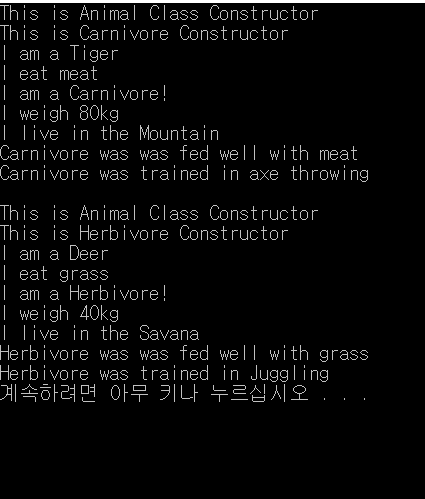 This is Animal Class Constructor
This is Carnivore Constructor
I am a Tiger
I eat meat
I am a Carnivore!
I weigh 80kg
I live in the Mountain
Carnivore was was fed well with meat
Carnivore was trained in axe throwing
This is Animal Class Constructor
This is Herbivore Constructor
I am a Deer
I eat grass
I am a Herbivore!
I weigh 40kg
I live in the Savana
Herbivore was was fed well with grass
Herbivore was trained in Juggling
계속하려면 아무 키나 누르십시오 . . .